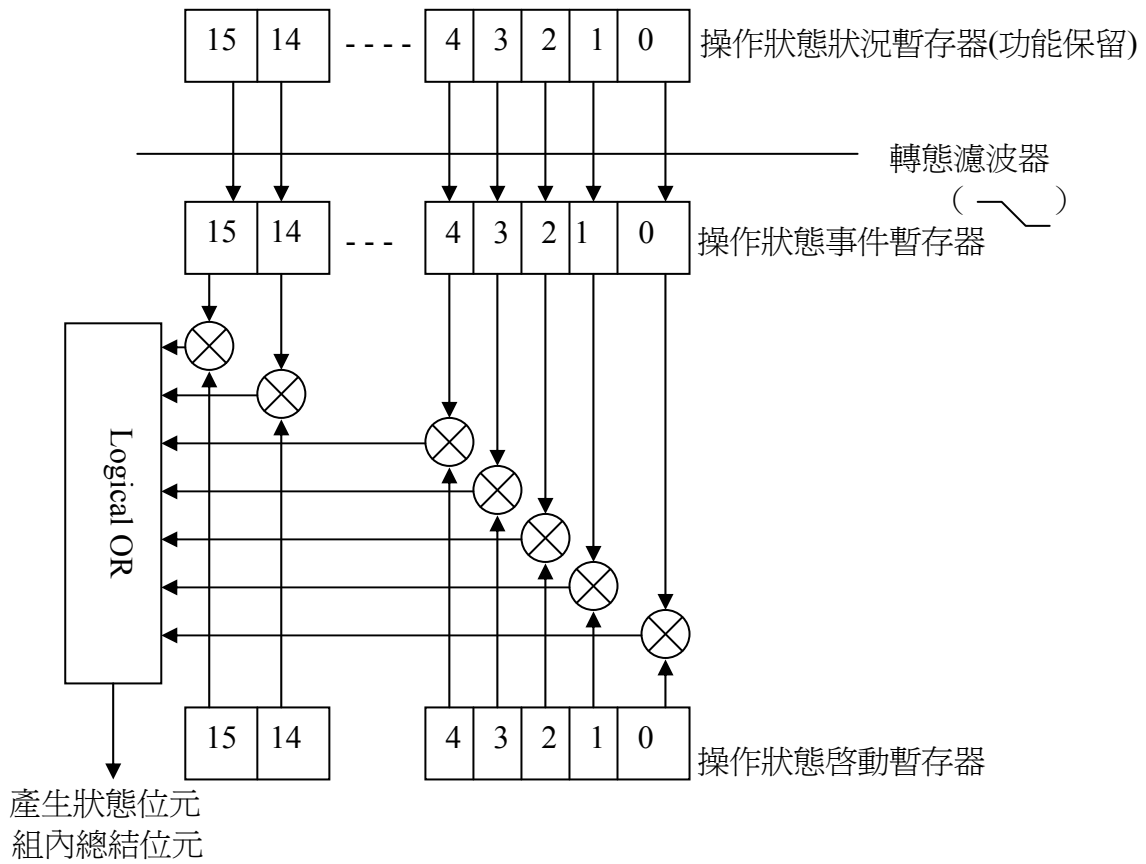 15 14 - - - - 4 3 2 1 0 操作狀態狀況暫存器(功能保留)
轉態濾波器
( )
15 14 - - - 4 3 2 1 0 操作狀態事件暫存器
Logical OR
15 14 4 3 2 1 0 操作狀態啓動暫存器
產生狀態位元
組內總結位元